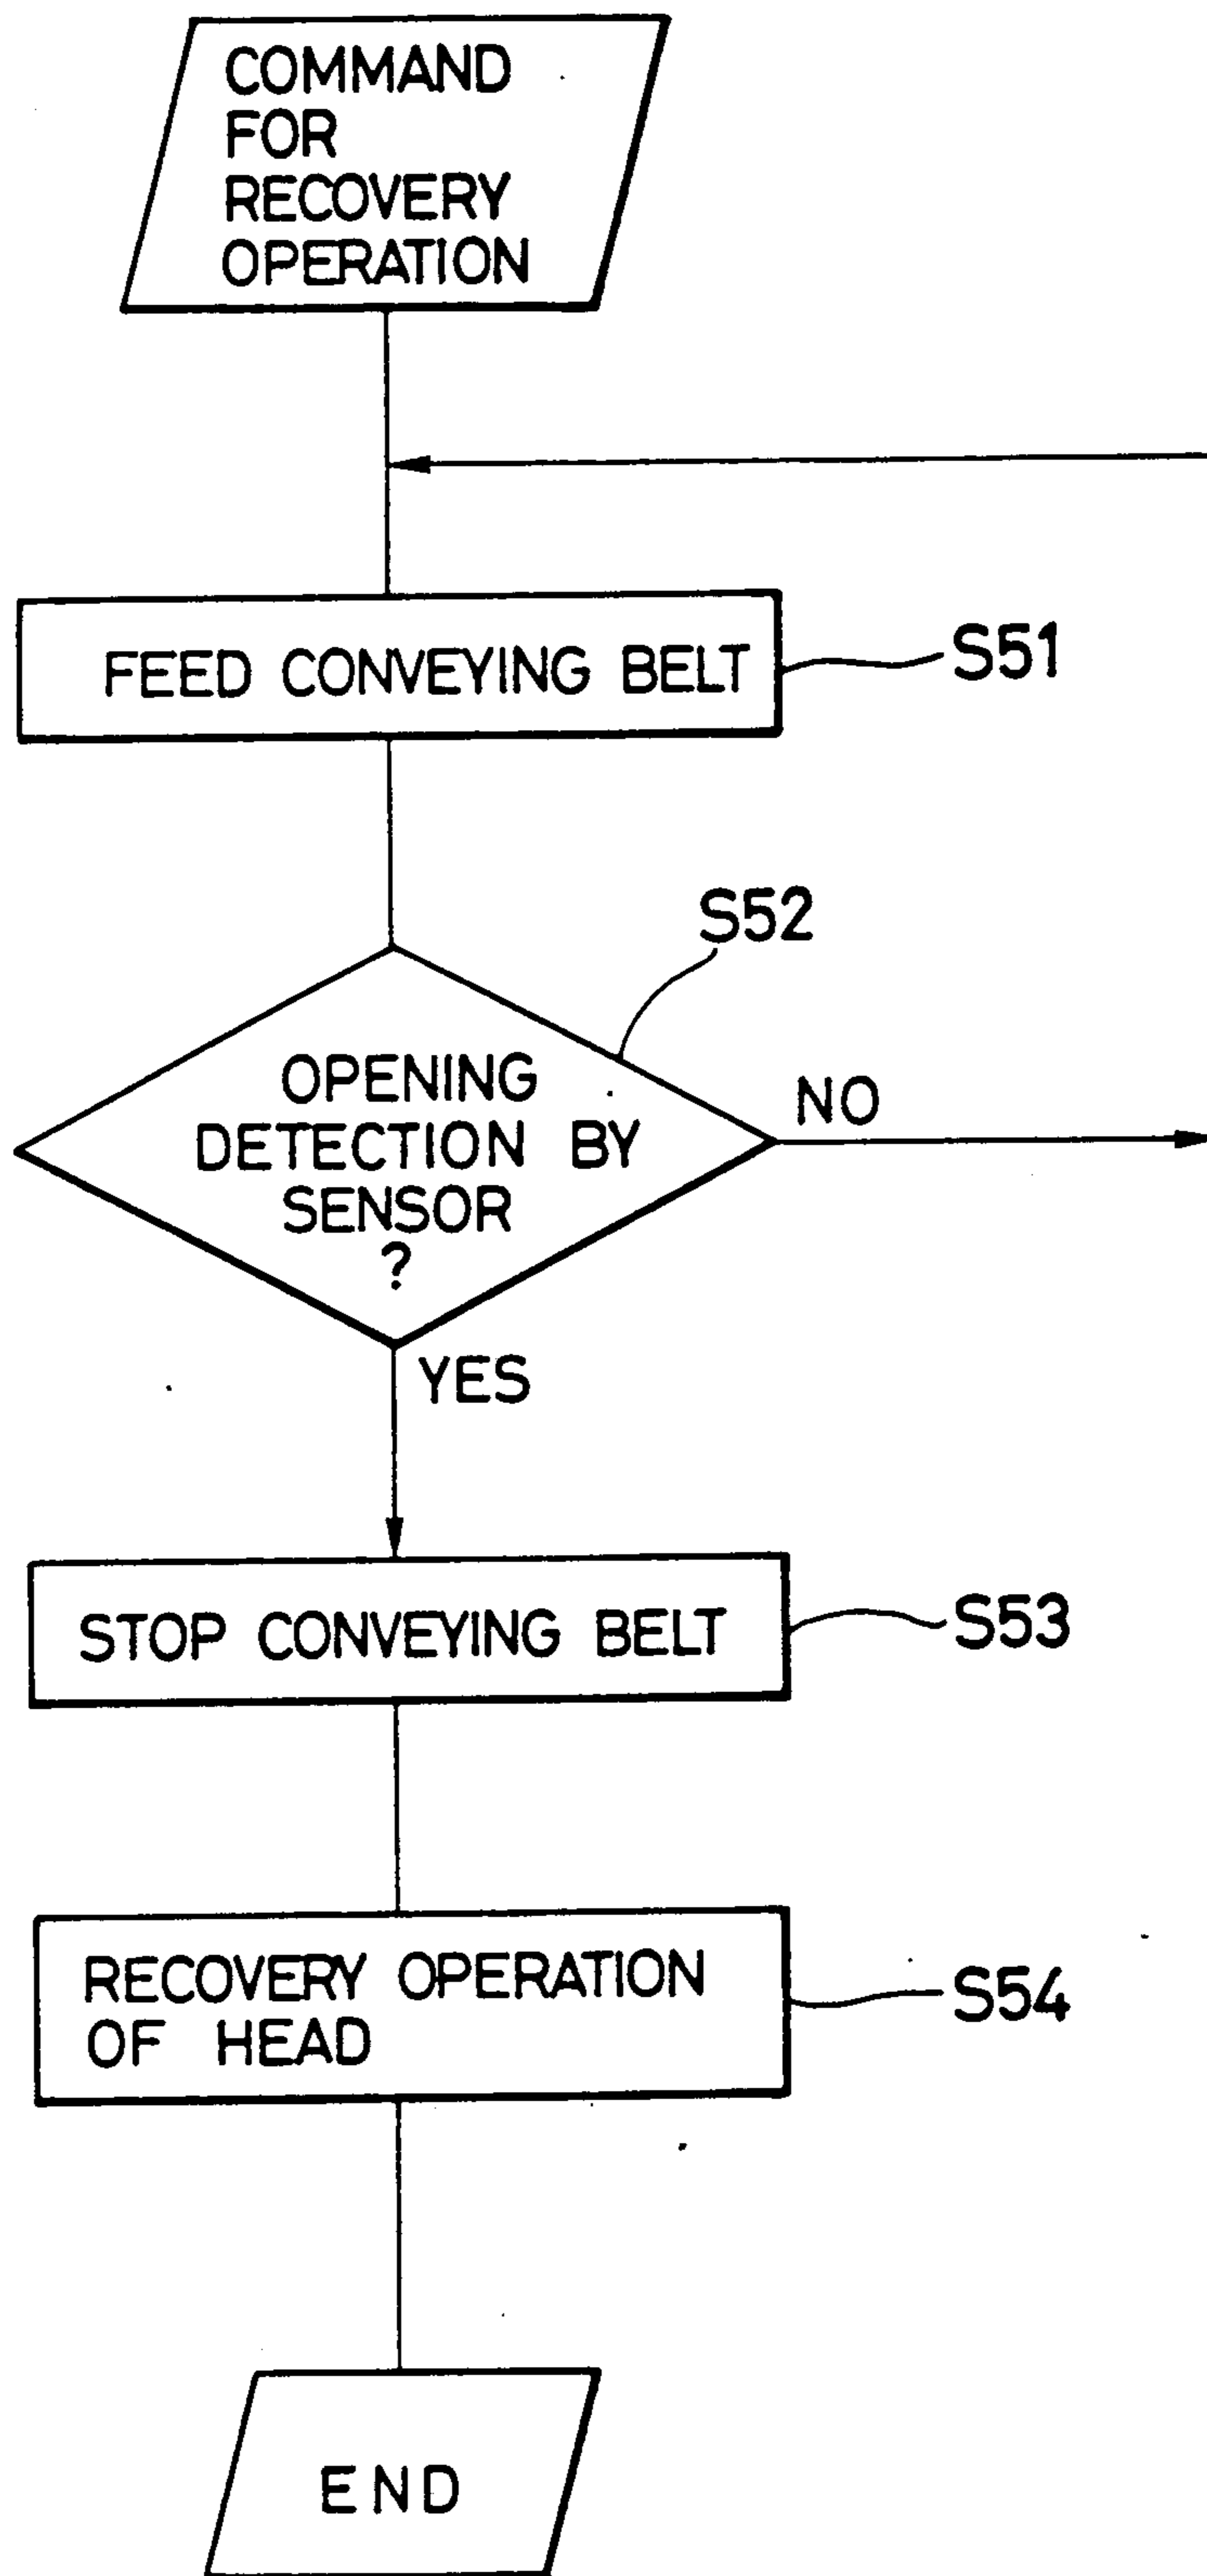 COMMAND
FOR
RECOVERY
OPERATION
FEED CONVEYING BELT
S51
S52
OPENING
DETECTION BY
SENSOR
?
NO
YES
STOP CONVEYING BELT
S53
RECOVERY OPERATION
OF HEAD
S54
END